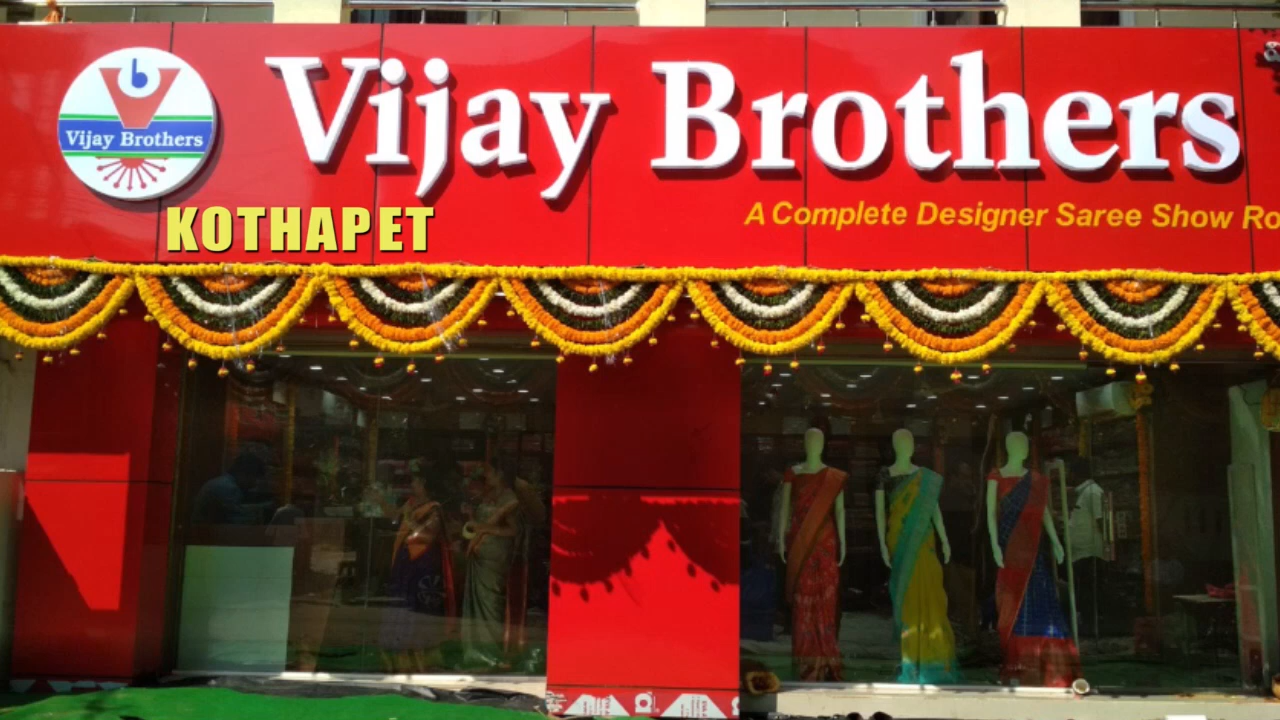 b
Vijay Brothers
Vijay Brothers
KOTHAPET
A Complete Designer Saree Show Ro